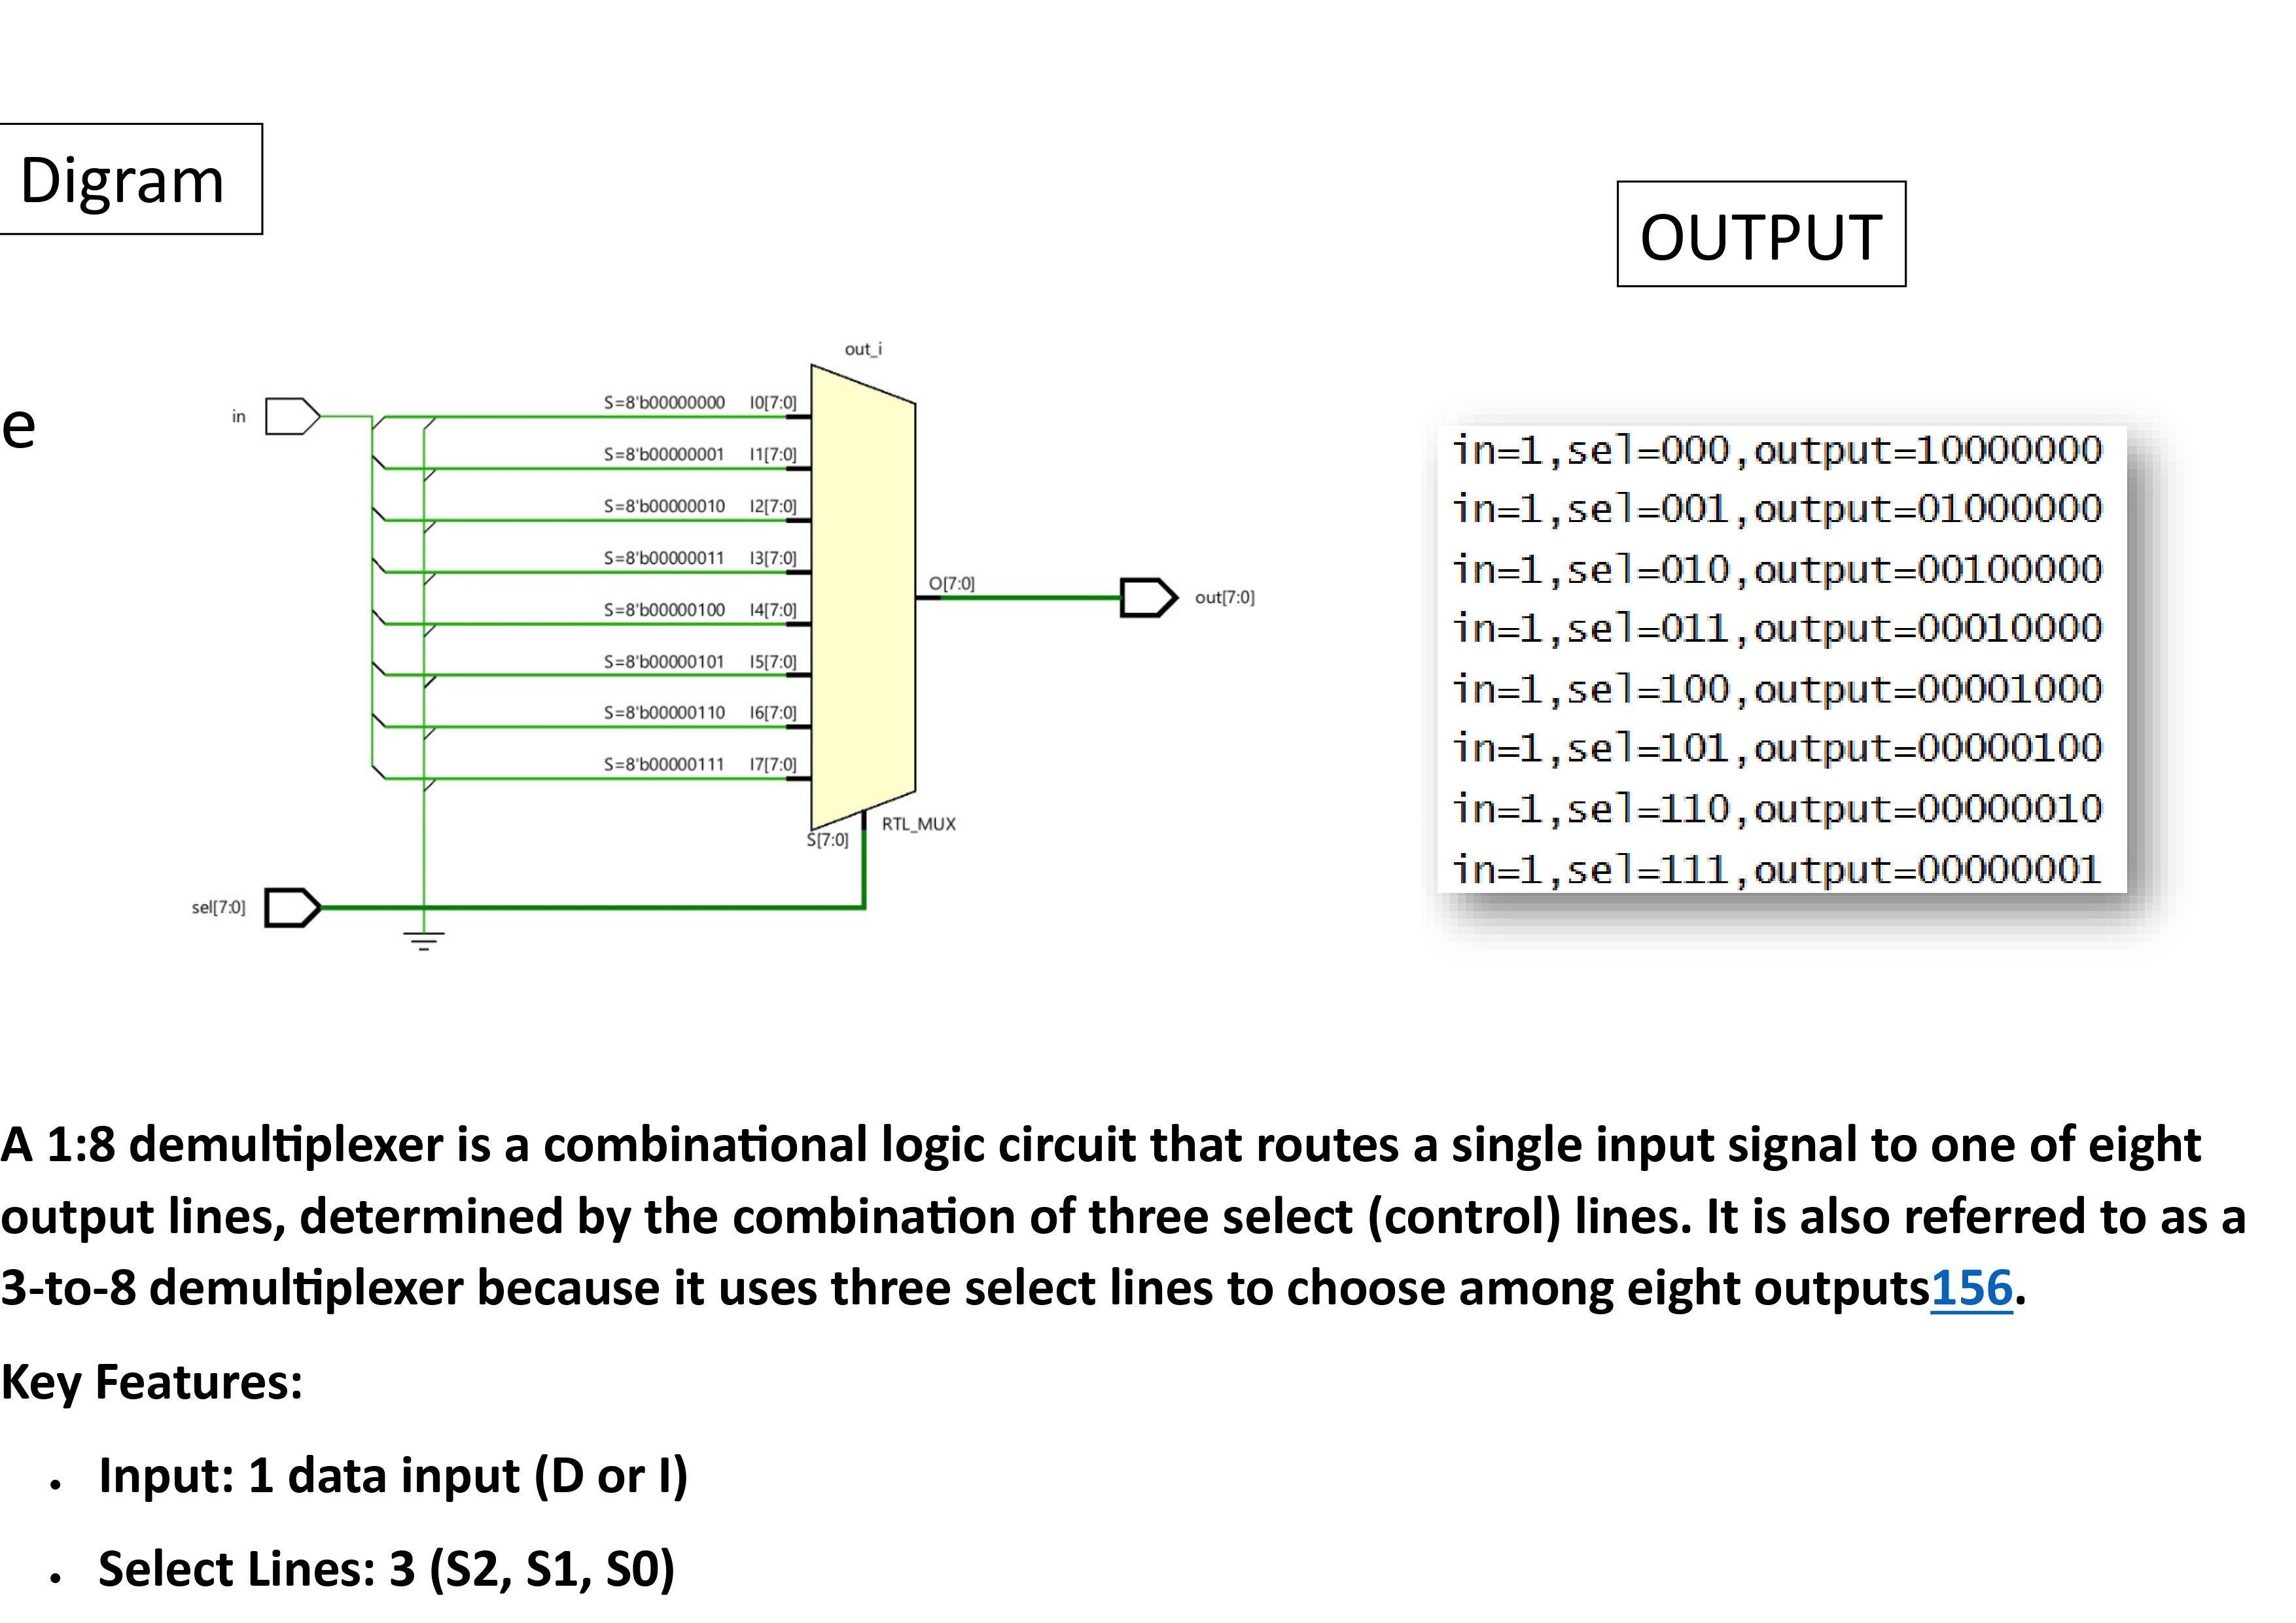 Digram
OUTPUT
e
out_i
in
S=8'b00000000 I0[7:0]
S=8'b00000001 I1[7:0]
S=8'b00000010 I2[7:0]
S=8'b00000011 I3[7:0]
S=8'b00000100 I4[7:0]
S=8'b00000101 I5[7:0]
S=8'b00000110 I6[7:0]
S=8'b00000111 I7[7:0]
O[7:0]
out[7:0]
RTL_MUX
S[7:0]
sel[7:0]
in=1,sel=000,output=10000000
in=1,sel=001,output=01000000
in=1,sel=010,output=00100000
in=1,sel=011,output=00010000
in=1,sel=100,output=00001000
in=1,sel=101,output=00000100
in=1,sel=110,output=00000010
in=1,sel=111,output=00000001
A 1:8 demultiplexer is a combinational logic circuit that routes a single input signal to one of eight
output lines, determined by the combination of three select (control) lines. It is also referred to as a
3-to-8 demultiplexer because it uses three select lines to choose among eight outputs156.
Key Features:
• Input: 1 data input (D or I)
• Select Lines: 3 (S2, S1, S0)